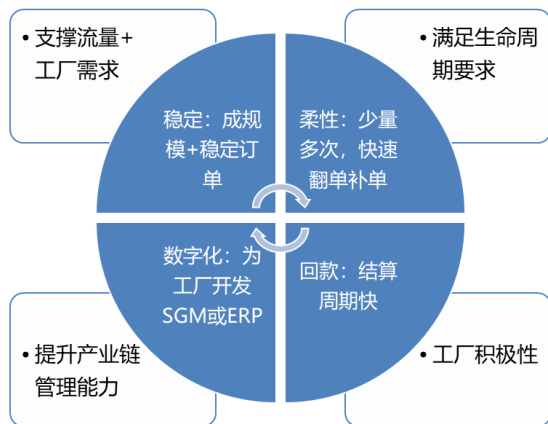 • 支撑流量+
工厂需求
• 满足生命周
期要求
稳定：成规
模+稳定订
单
柔性：少量
多次，快速
翻单补单
数字化：为
工厂开发
SGM或ERP
回款：结算
周期快
• 提升产业链
管理能力
• 工厂积极性